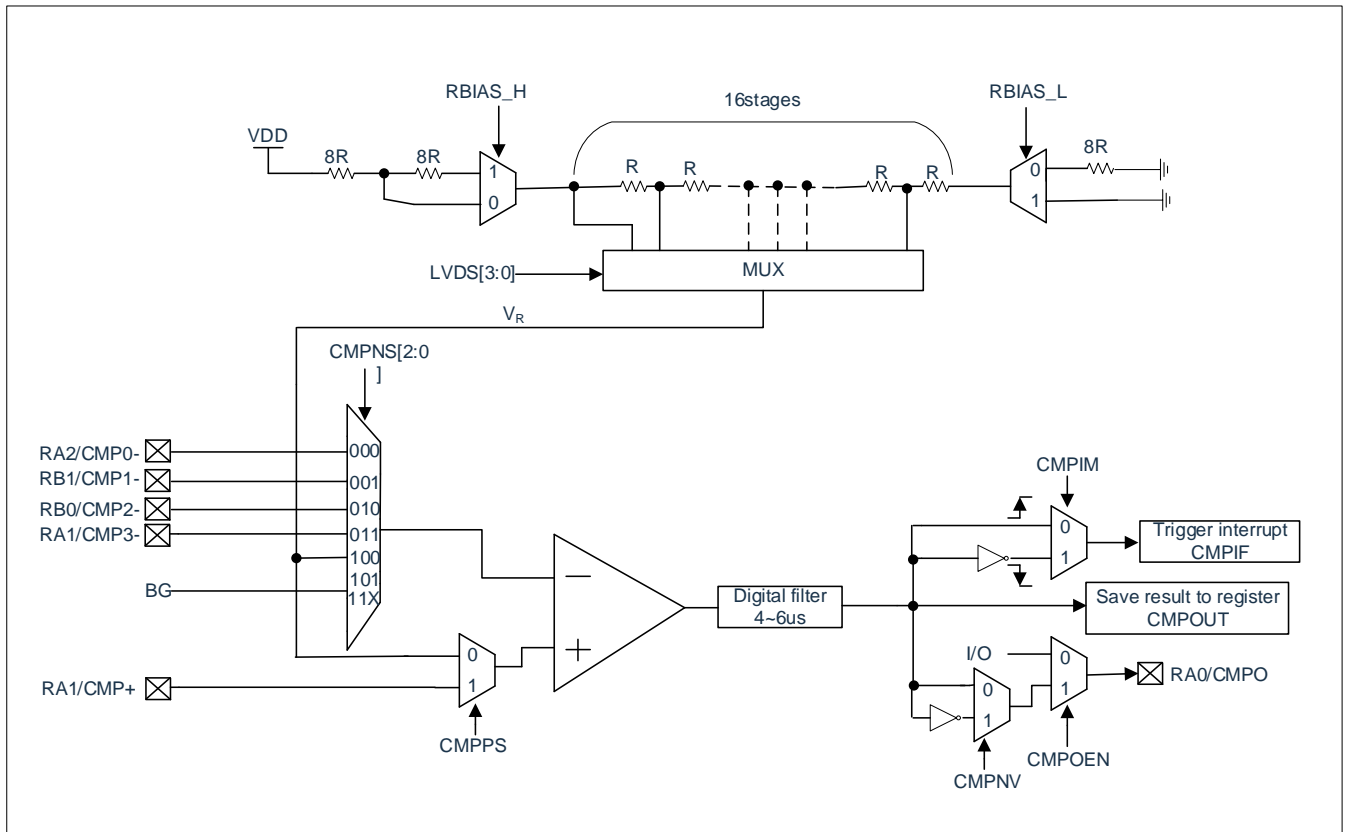 RBIAS_H
16stages
RBIAS_L
VDD
8R
8R
1
0
R
R
R
R
0
1
8R
LVDS[3:0]
MUX
VR
CMPNS[2:0
]
RA2/CMP0-
RB1/CMP1-
RB0/CMP2-
RA1/CMP3-
BG
000
001
010
011
100
101
11X
RA1/CMP+
0
1
CMPPS
—
+
Digital filter
4~6us
CMPIM
0
1
Trigger interrupt
CMPIF
Save result to register
CMPOUT
I/O
0
1
0
1
RA0/CMPO
CMPOEN
CMPNV